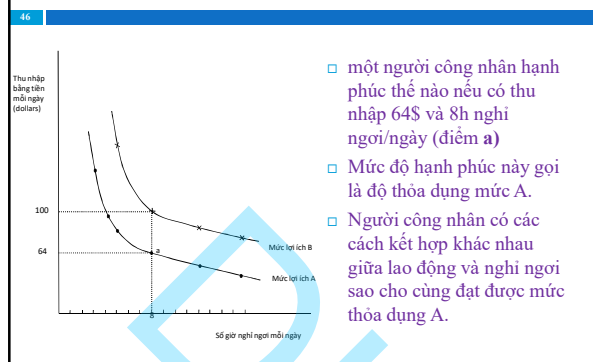 46
Thu nhập
bằng tiền
mỗi ngày
(dollars)
100
64
a
Mức lợi ích B
Mức lợi ích A
8
Số giờ nghỉ ngơi mỗi ngày
một người công nhân hạnh
phúc thế nào nếu có thu
nhập 64$ và 8h nghỉ
ngơi/ngày (điểm a)
Mức độ hạnh phúc này gọi
là độ thỏa dụng mức A.
Người công nhân có các
cách kết hợp khác nhau
giữa lao động và nghỉ ngơi
sao cho cùng đạt được mức
thỏa dụng A.